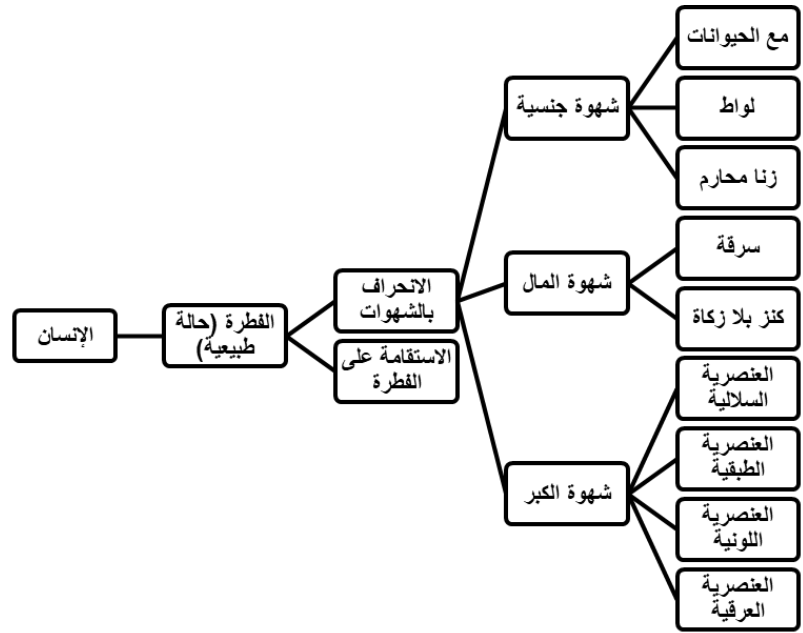 الإنسان
الفطرة (حالة
طبيعية)
الانحراف
بالشهوات
الاستقامة على
الفطرة
شهوة جنسية
مع الحيوانات
لواط
زنا محارم
شهوة المال
سرقة
كنز بلا زكاة
شهوة الكبر
العنصرية
السلالية
العنصرية
الطبقية
العنصرية
اللونية
العنصرية
العرقية